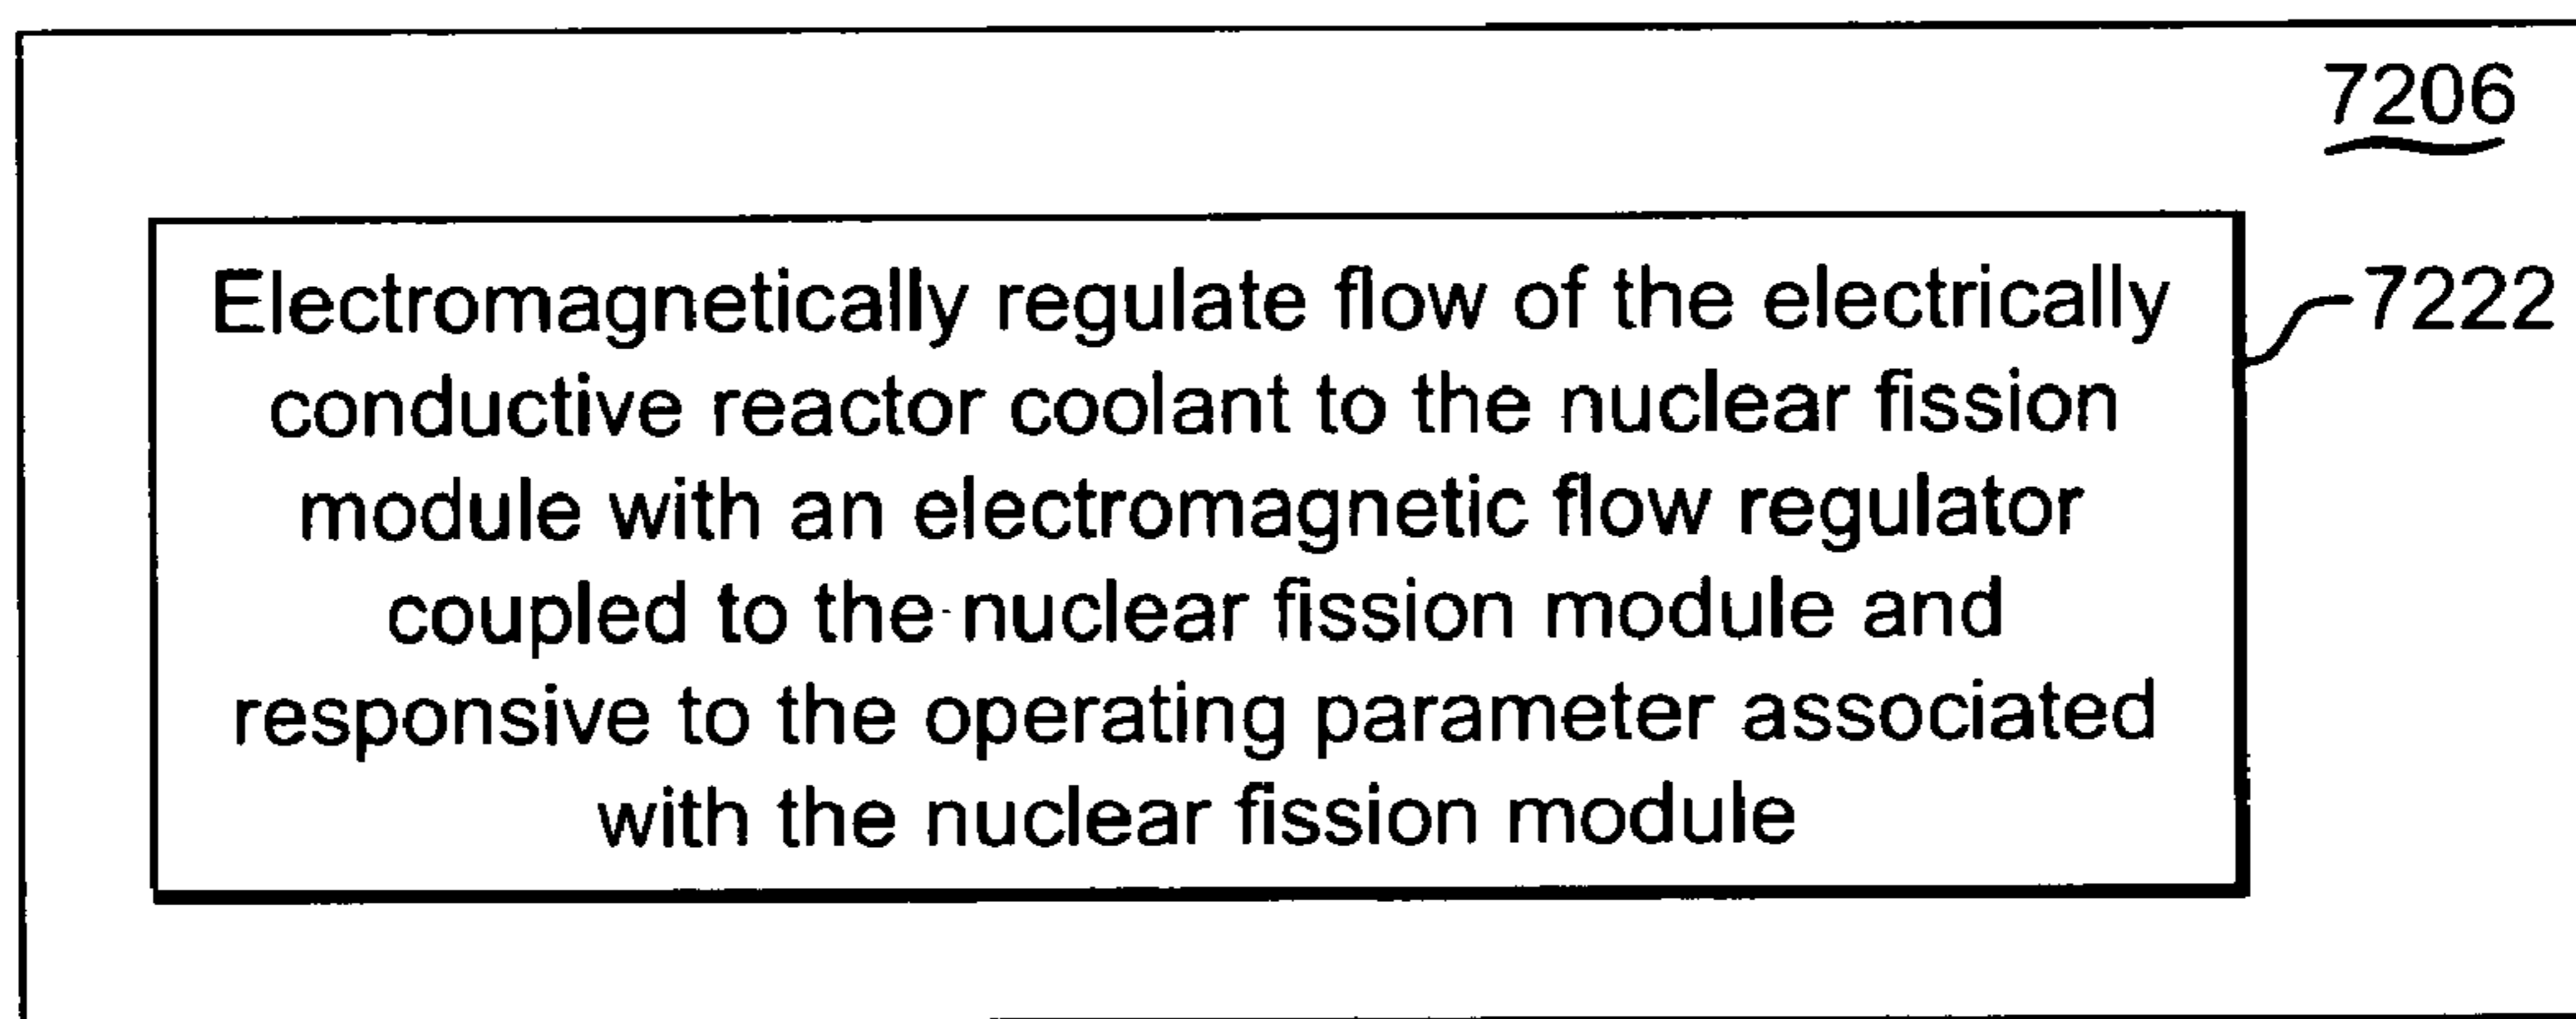 7206
Electromagnetically regulate flow of the electrically
7222
conductive reactor coolant to the nuclear fission
module with an electromagnetic flow regulator
coupled to the nuclear fission module and
responsive to the operating parameter associated
with the nuclear fission module